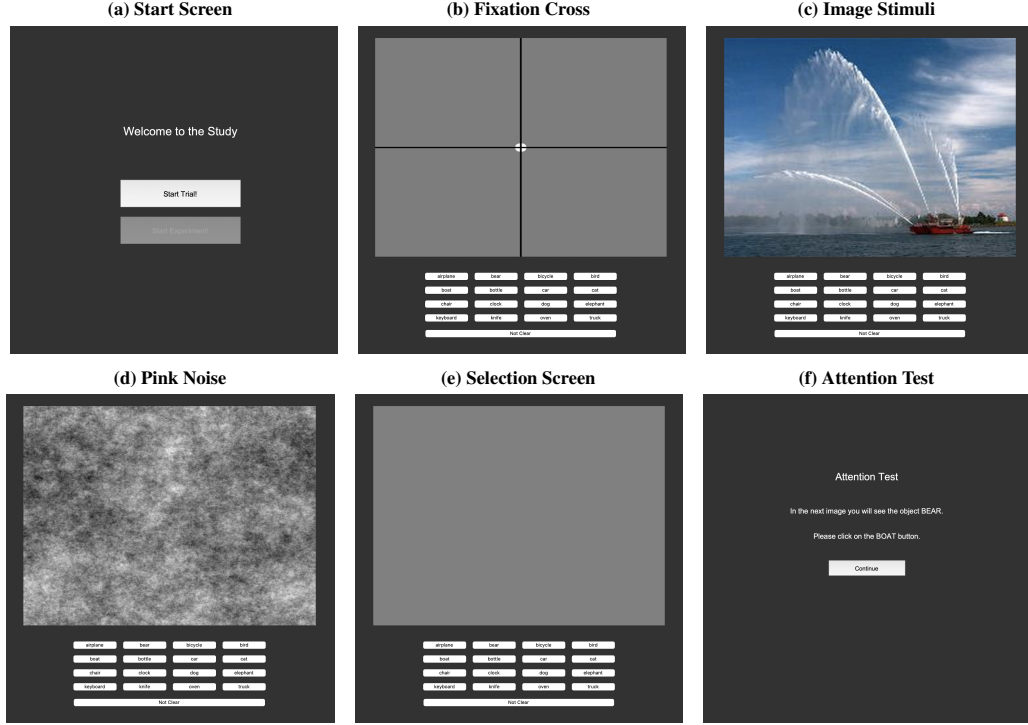 (a) Start Screen
(b) Fixation Cross
(c) Image Stimuli
Welcome to the Study
Start Trial!
Start Experiment!
airplane bear bicycle bird
boat bottle car cat
chair clock dog elephant
keyboard knife oven truck
Not Clear
airplane bear bicycle bird
boat bottle car cat
chair clock dog elephant
keyboard knife oven truck
Not Clear
(d) Pink Noise
(e) Selection Screen
(f) Attention Test
airplane bear bicycle bird
boat bottle car cat
chair clock dog elephant
keyboard knife oven truck
Not Clear
airplane bear bicycle bird
boat bottle car cat
chair clock dog elephant
keyboard knife oven truck
Not Clear
Attention Test
In the next image you will see the object BEAR.
Please click on the BOAT button.
Continue